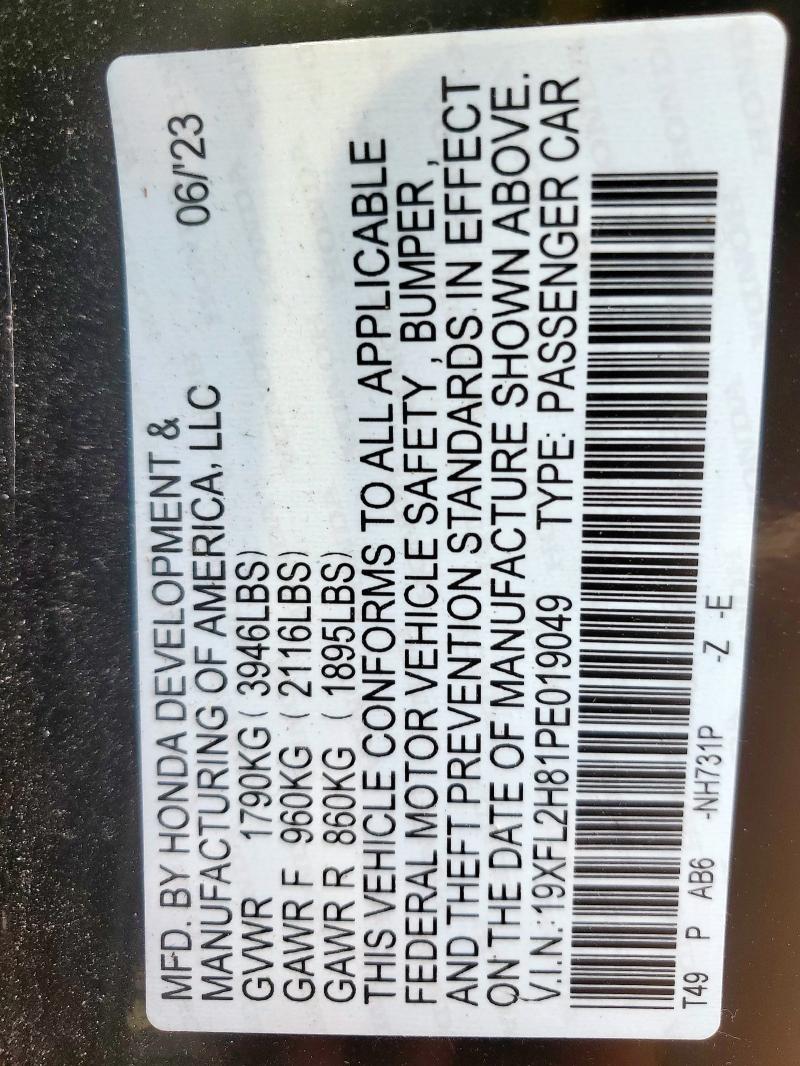 MFD. BY HONDA DEVELOPMENT &
MANUFACTURING OF AMERICA, LLC 06/'23
GVWR 1790KG ( 3946LBS)
GAWR F 960KG ( 2116LBS)
GAWR R 860KG ( 1895LBS)
THIS VEHICLE CONFORMS TO ALL APPLICABLE
FEDERAL MOTOR VEHICLE SAFETY , BUMPER ,
AND THEFT PREVENTION STANDARDS IN EFFECT
ON THE DATE OF MANUFACTURE SHOWN ABOVE.
V.I.N.:19XFL2H81PE019049 TYPE: PASSENGER CAR
T49 P AB6 -NH731P -Z -E